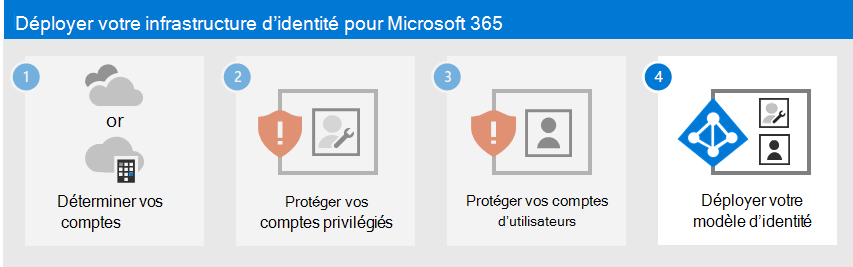 Déployer votre infrastructure d’identité pour Microsoft 365
1
or
Déterminer vos
comptes
2
Protéger vos
comptes privilégiés
3
Protéger vos comptes
d’utilisateurs
4
Déployer votre
modèle d’identité